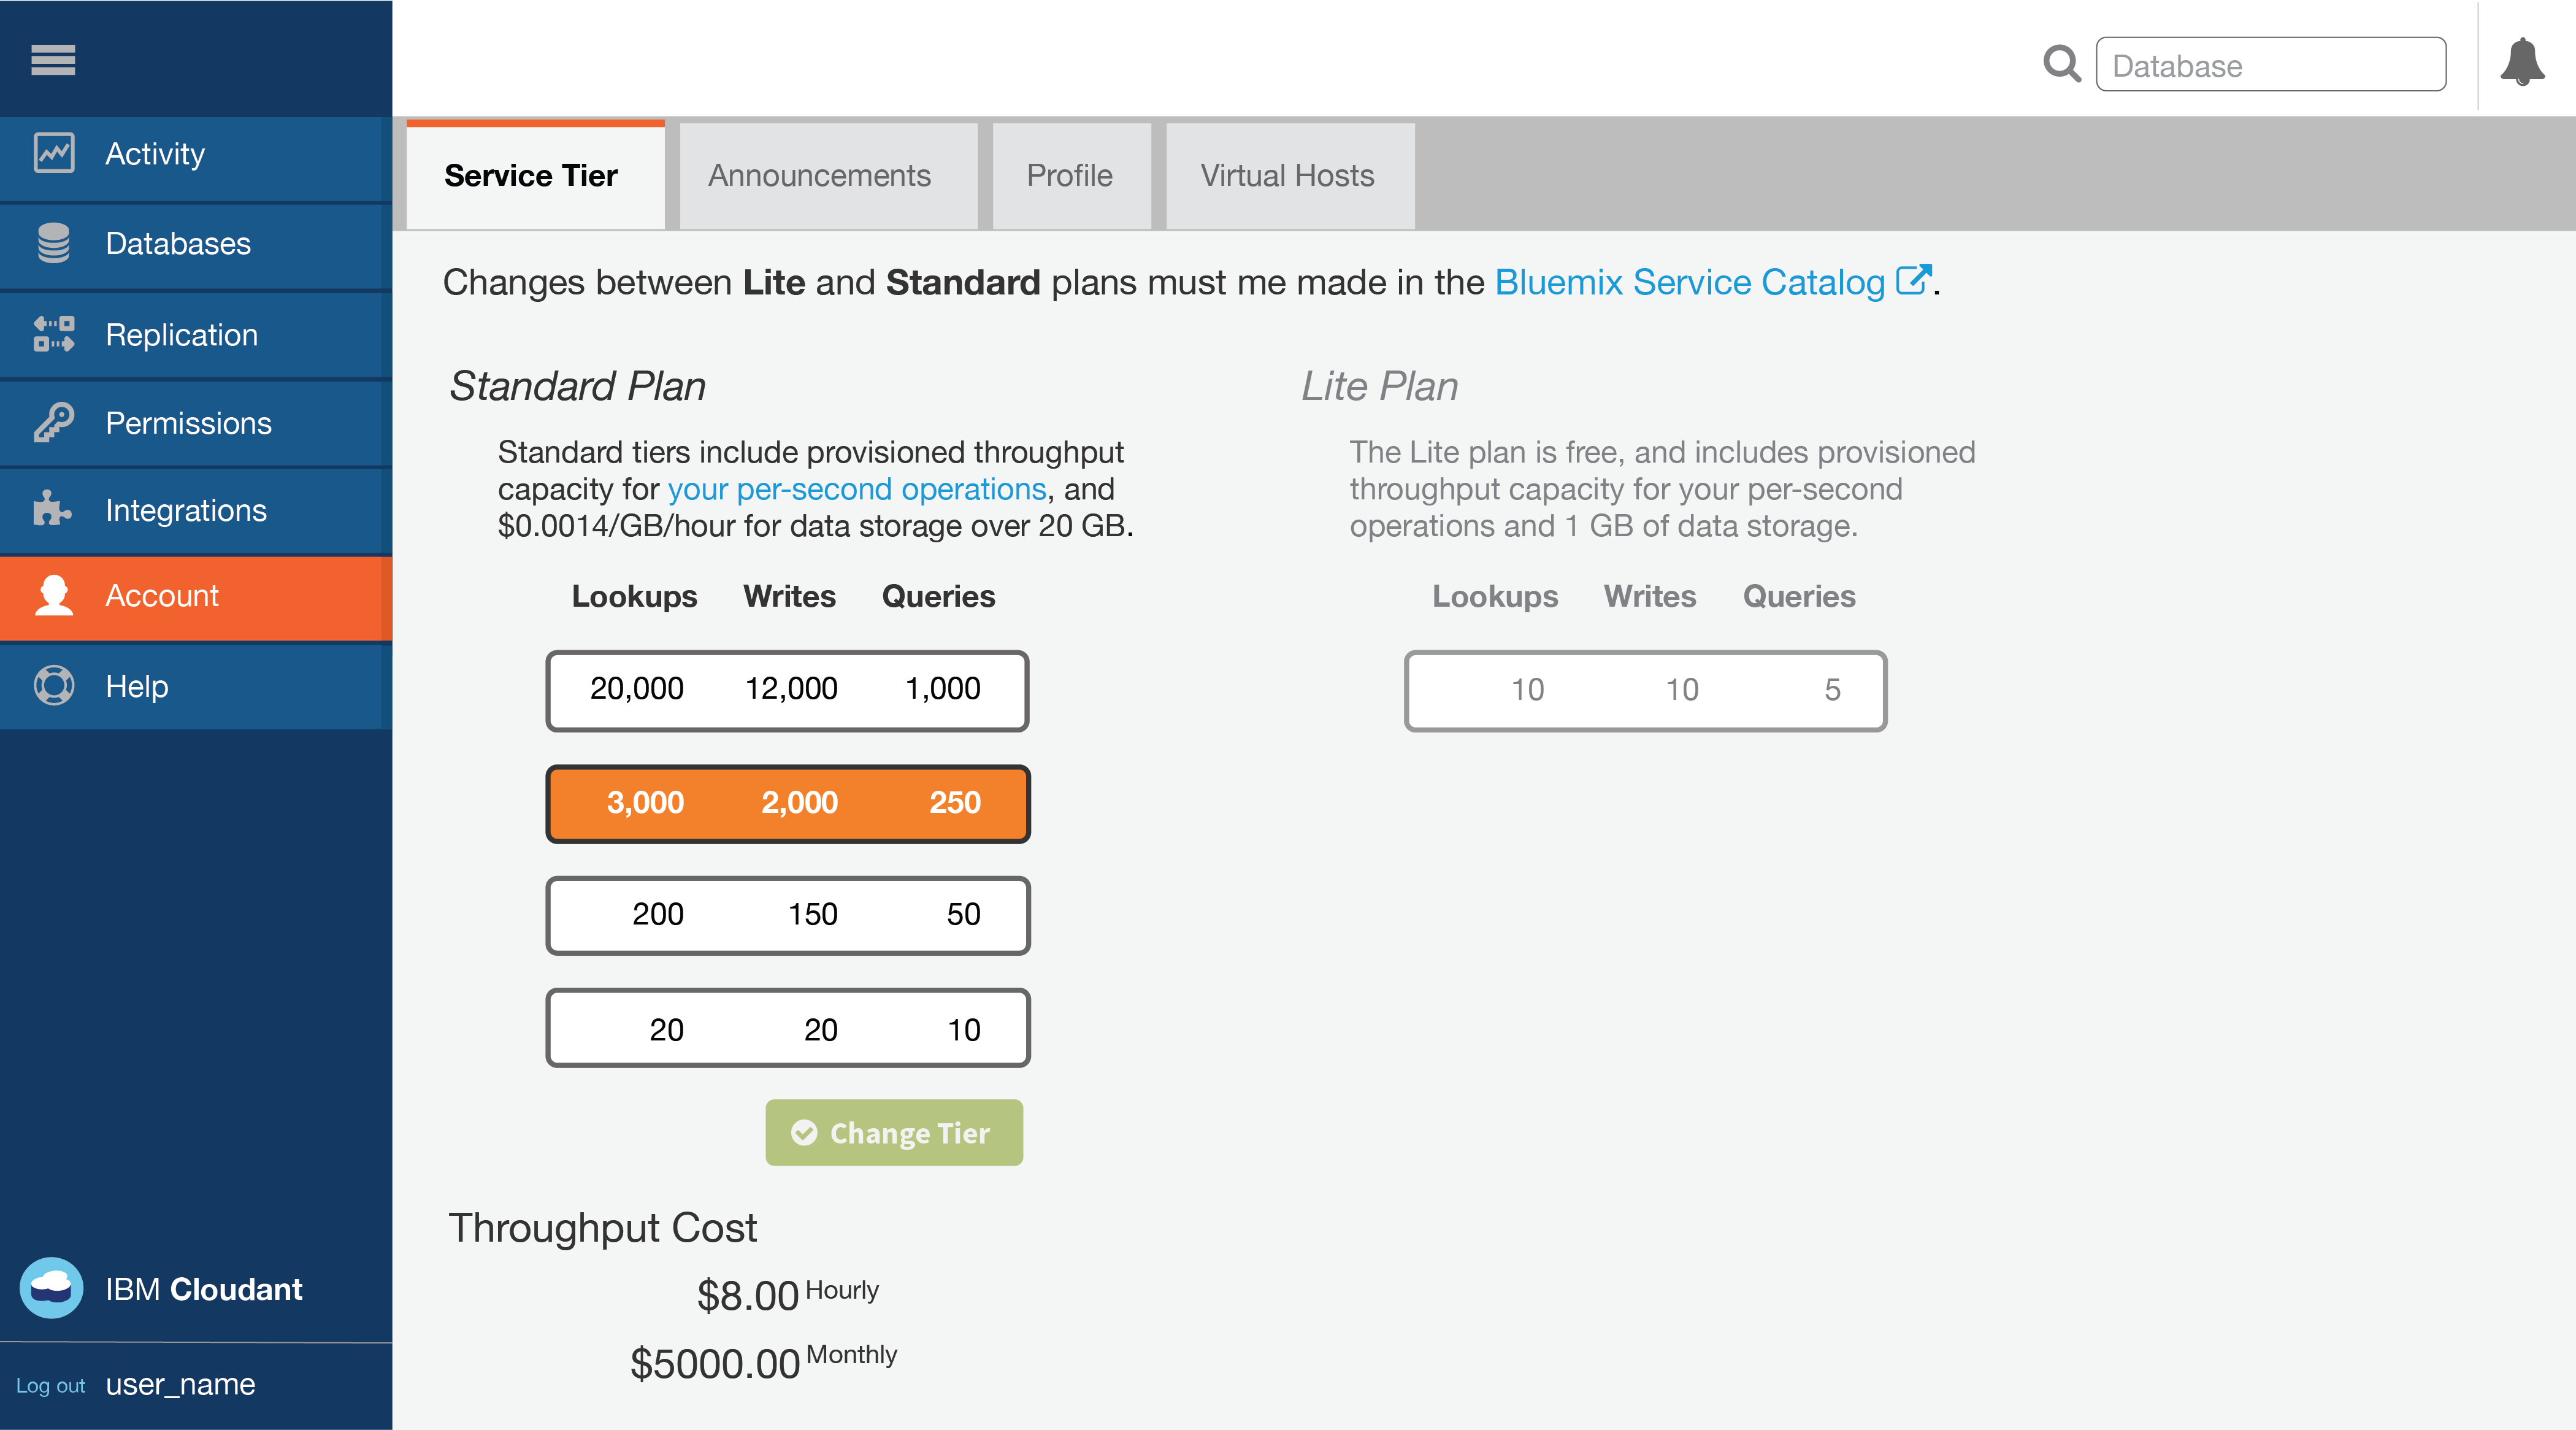 Database
Activity
Databases
Replication
Permissions
Integrations
Account
Help
IBM Cloudant
Log out user_name
Service Tier Announcements Profile Virtual Hosts
Changes between Lite and Standard plans must me made in the Bluemix Service Catalog .
Standard Plan
Standard tiers include provisioned throughput
capacity for your per-second operations, and
$0.0014/GB/hour for data storage over 20 GB.
Lookups Writes Queries
20,000 12,000 1,000
3,000 2,000 250
200 150 50
20 20 10
Change Tier
Throughput Cost
$8.00 Hourly
$5000.00 Monthly
Lite Plan
The Lite plan is free, and includes provisioned
throughput capacity for your per-second
operations and 1 GB of data storage.
Lookups Writes Queries
10 10 5